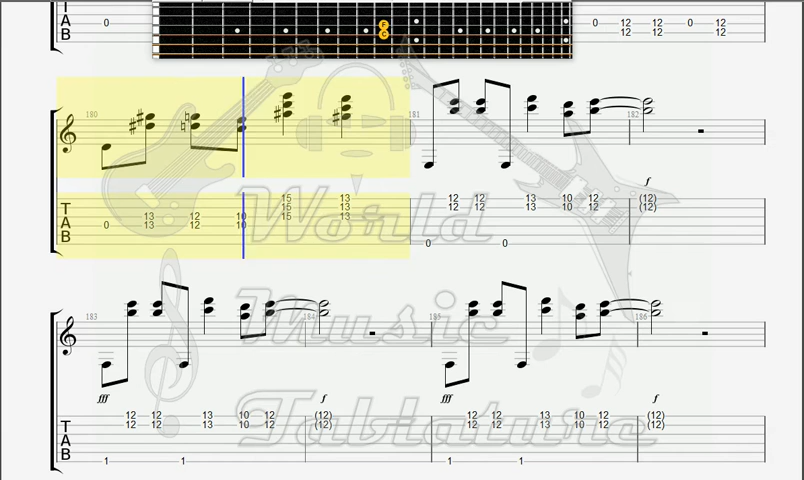 T
A
B
0 0 12 12 0 12
12 12 12
F
C
180 181 182
f
15 13 12 12 13 10 12 (12)
15 13 12 12 13 10 12 (12)
T 13 12 10 15 13
A 0 13 12 10
B 0 0
World
183 184 185 186
Music
fff f fff f
Tablature
12 12 13 10 12 (12) 12 12 13 10 12 (12)
12 12 13 10 12 (12) 12 12 13 10 12 (12)
T
A
B
1 1 1 1